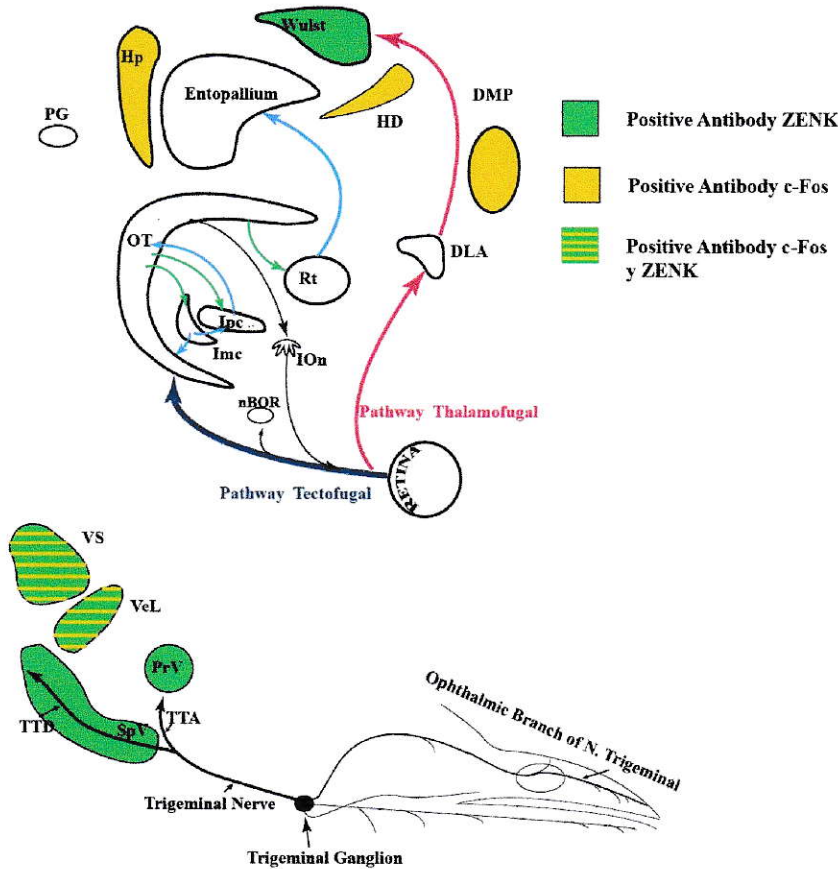 Wulst
Hp
Entopallium
HD
DMP
PG
Positive Antibody ZENK
Positive Antibody c-Fos
Positive Antibody c-Fos
y ZENK
OT
DLA
Rt
Ipc
Imc
IOn
nBOR
Pathway Thalamofugal
RETINA
Pathway Tectofugal
VS
VeL
PrV
TTD
SpV
TTA
Ophthalmic Branch of N. Trigeminal
Trigeminal Nerve
Trigeminal Ganglion